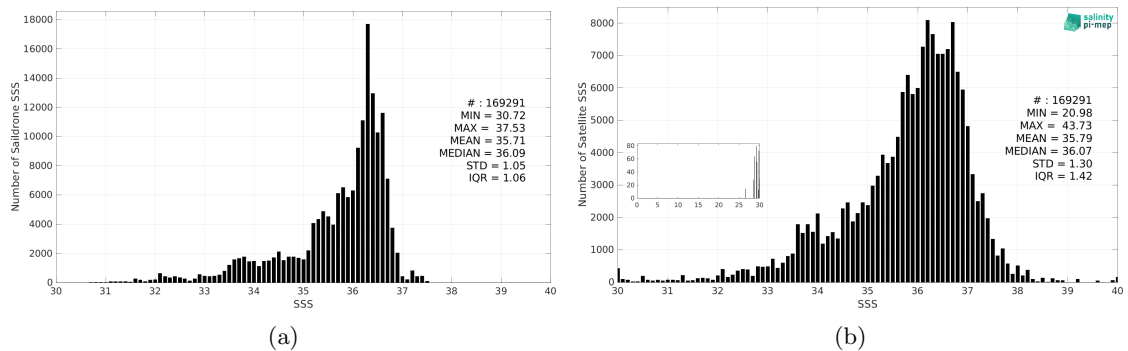 18000
16000
14000
12000
10000
8000
6000
4000
2000
0
30 31 32 33 34 35 36 37 38 39 40
SSS
Number of Saildrone SSS
# : 169291
MIN = 30.72
MAX = 37.53
MEAN = 35.71
MEDIAN = 36.09
STD = 1.05
IQR = 1.06
(a)
8000
7000
6000
5000
4000
3000
2000
1000
0
30 31 32 33 34 35 36 37 38 39 40
SSS
Number of Satellite SSS
salinity
pi-mep
# : 169291
MIN = 20.98
MAX = 43.73
MEAN = 35.79
MEDIAN = 36.07
STD = 1.30
IQR = 1.42
80
60
40
20
0
0 5 10 15 20 25 30
(b)